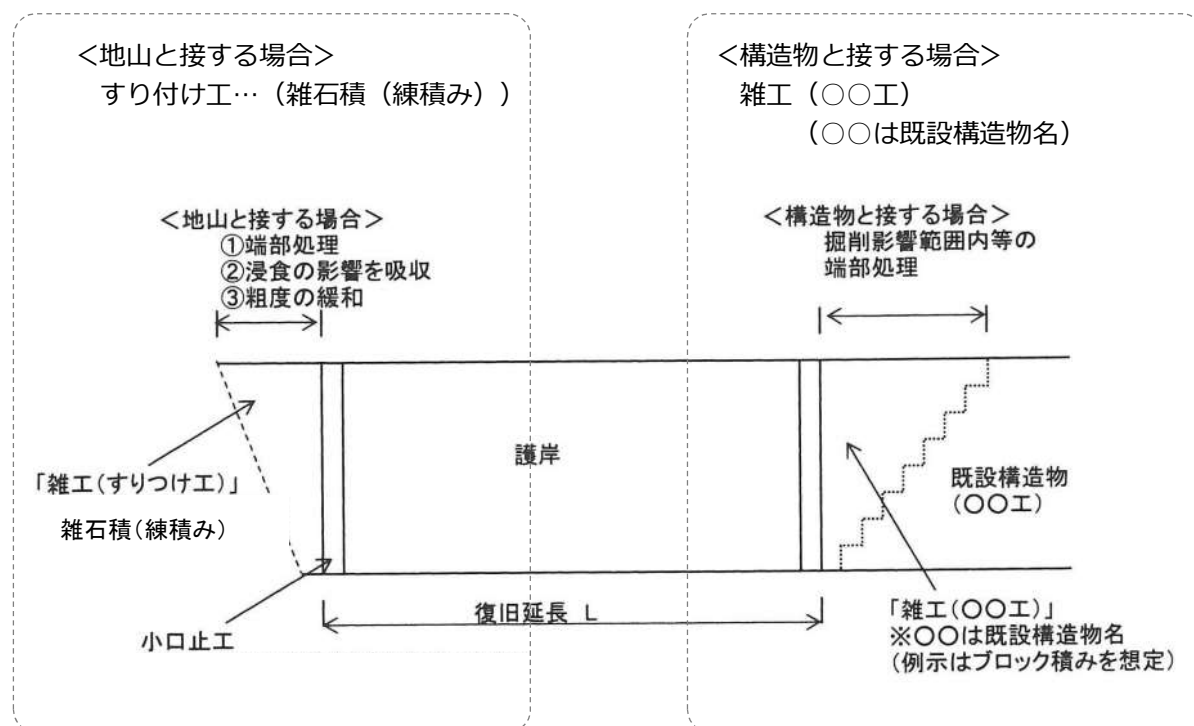 ＜地山と接する場合＞
すり付け工…（雑石積（練積み））
＜構造物と接する場合＞
雑工（○○工）
（○○は既設構造物名）
＜地山と接する場合＞
①端部処理
②浸食の影響を吸収
③粗度の緩和
＜構造物と接する場合＞
掘削影響範囲内等の
端部処理
護岸
「雑工(すりつけ工)」
雑石積(練積み)
既設構造物
(○○工)
小口止工
復旧延長 L
「雑工(○○工)」
※○○は既設構造物名
(例示はブロック積みを想定)